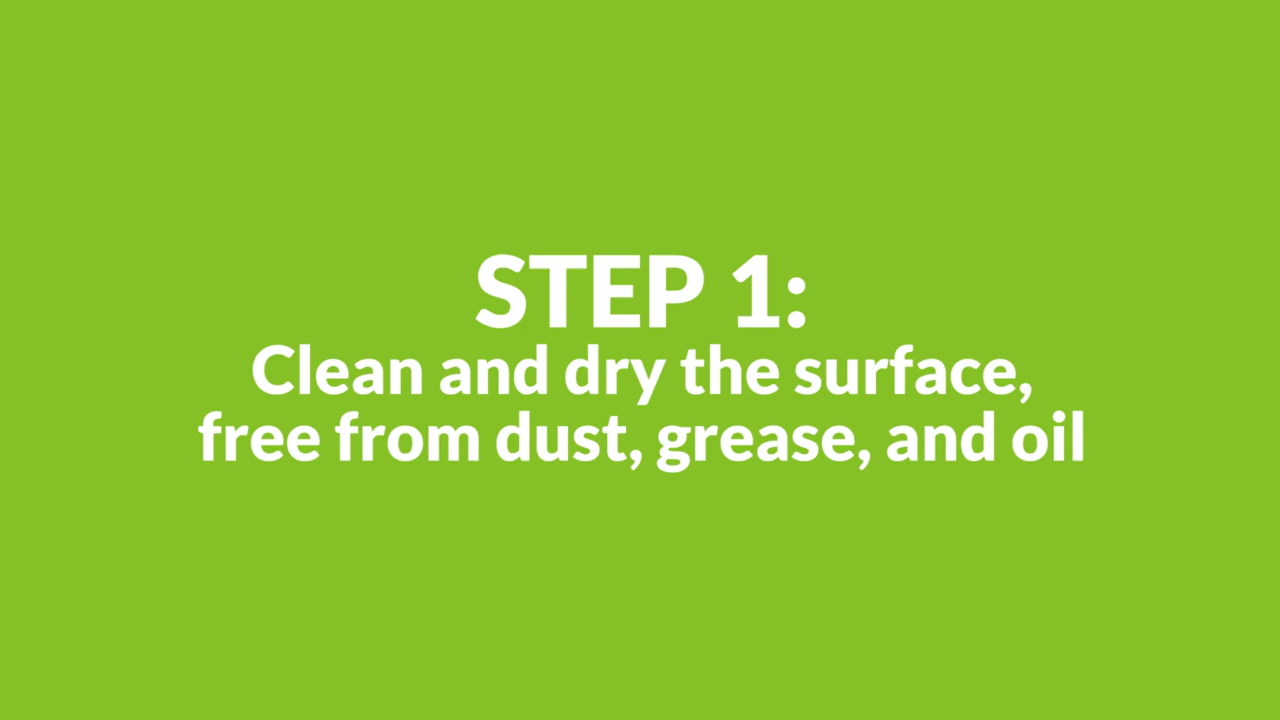 STEP 1:
Clean and dry the surface,
free from dust, grease, and oil